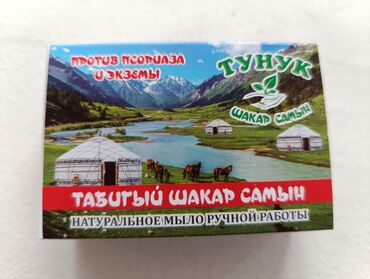 ПРОТИВ ПСОРИАЗА
И ЭКЗЕМЫ
ТУНУК
ШАКАР САМЫН
ТАБИГЫЙ ШАКАР САМЫН
НАТУРАЛЬНОЕ МЫЛО РУЧНОЙ РАБОТЫ